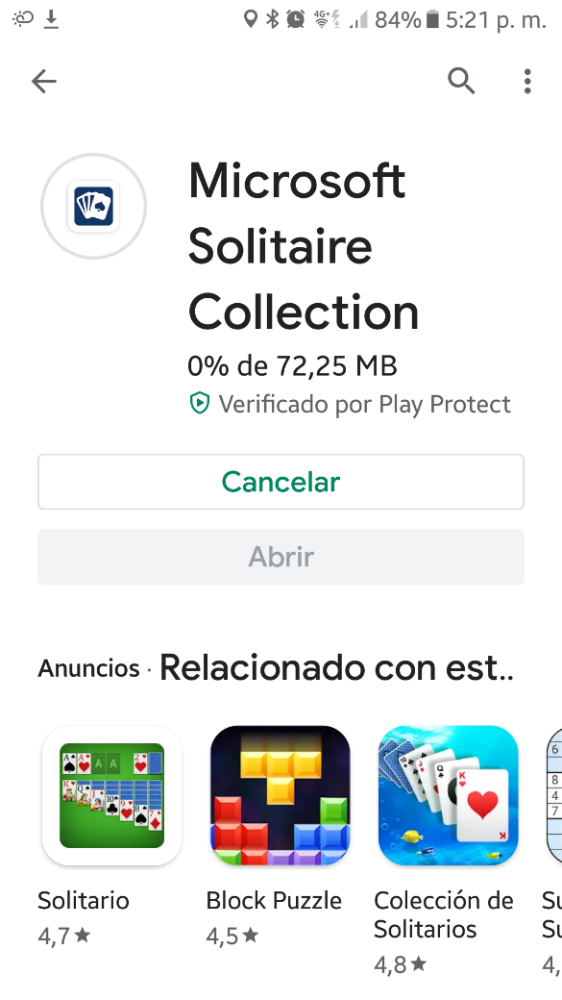 4G+ 84% 5:21 p. m.
Microsoft
Solitaire
Collection
0% de 72,25 MB
Verificado por Play Protect
Cancelar
Abrir
Anuncios · Relacionado con est..
Solitario
4,7★
Block Puzzle
4,5★
Colección de
Solitarios
4,8★
Su
Su
4,